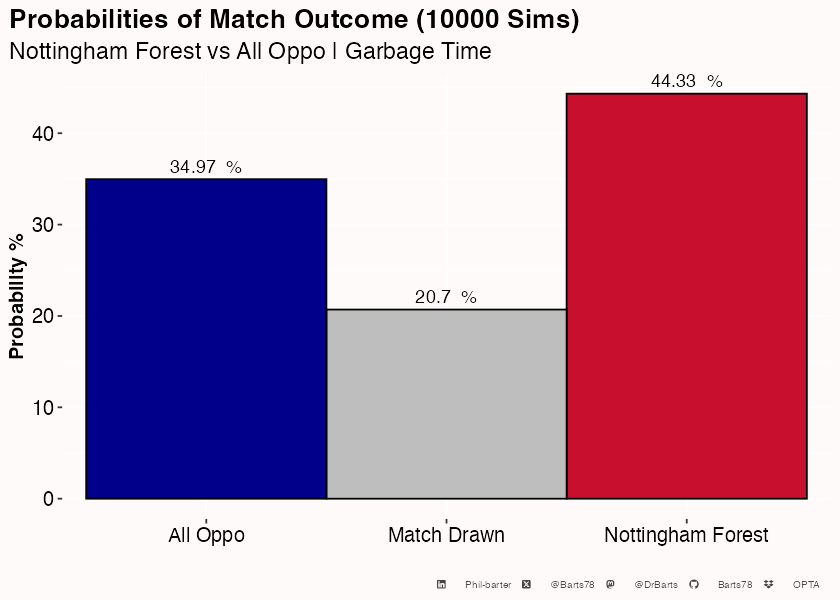 Probabilities of Match Outcome (10000 Sims)
Nottingham Forest vs All Oppo | Garbage Time
44.33 %
34.97 %
20.7 %
Probability %
40
30
20
10
0
All Oppo
Match Drawn
Nottingham Forest
Phil-barter @Barts78 @DrBarts Barts78 OPTA